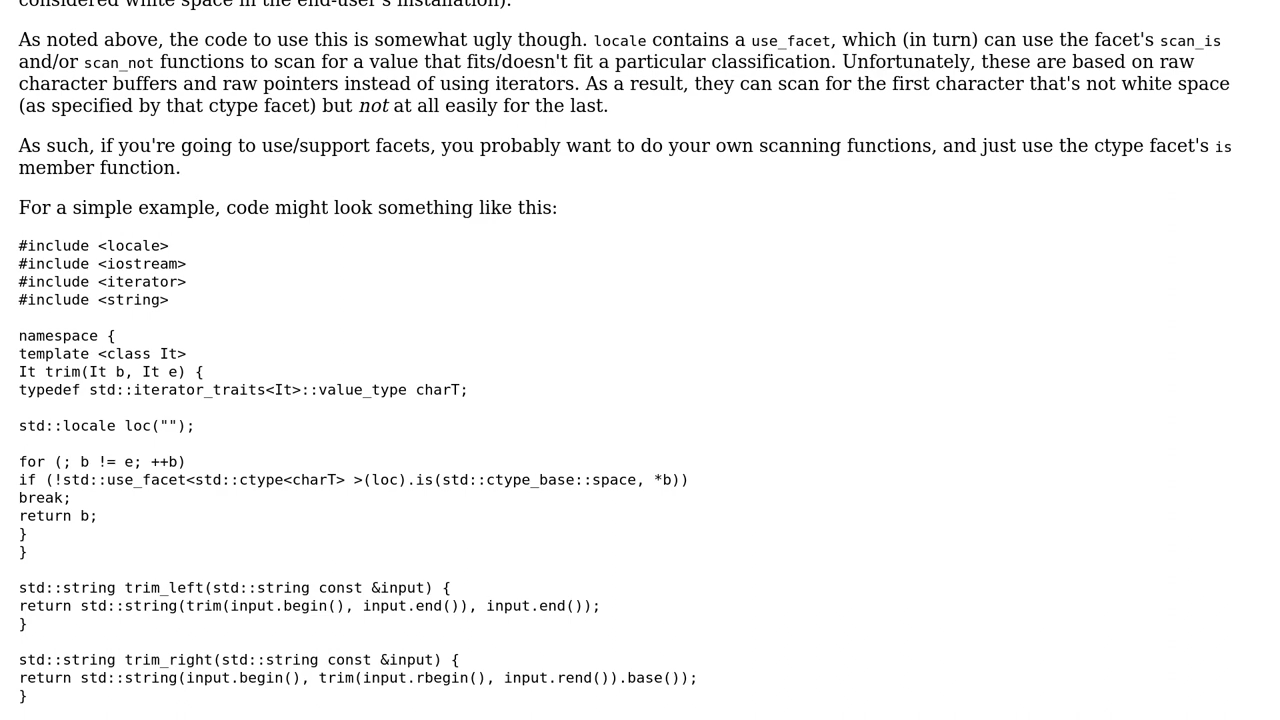 considered white space in the end-user's installation).
As noted above, the code to use this is somewhat ugly though. locale contains a use_facet, which (in turn) can use the facet's scan_is
and/or scan_not functions to scan for a value that fits/doesn't fit a particular classification. Unfortunately, these are based on raw
character buffers and raw pointers instead of using iterators. As a result, they can scan for the first character that's not white space
(as specified by that ctype facet) but not at all easily for the last.
As such, if you're going to use/support facets, you probably want to do your own scanning functions, and just use the ctype facet's is
member function.
For a simple example, code might look something like this:
#include <locale>
#include <iostream>
#include <iterator>
#include <string>
namespace {
template <class It>
It trim(It b, It e) {
typedef std::iterator_traits<It>::value_type charT;
std::locale loc("");
for (; b != e; ++b)
if (!std::use_facet<std::ctype<charT> >(loc).is(std::ctype_base::space, *b))
break;
return b;
}
}
std::string trim_left(std::string const &input) {
return std::string(trim(input.begin(), input.end()), input.end());
}
std::string trim_right(std::string const &input) {
return std::string(input.begin(), trim(input.rbegin(), input.rend()).base());
}